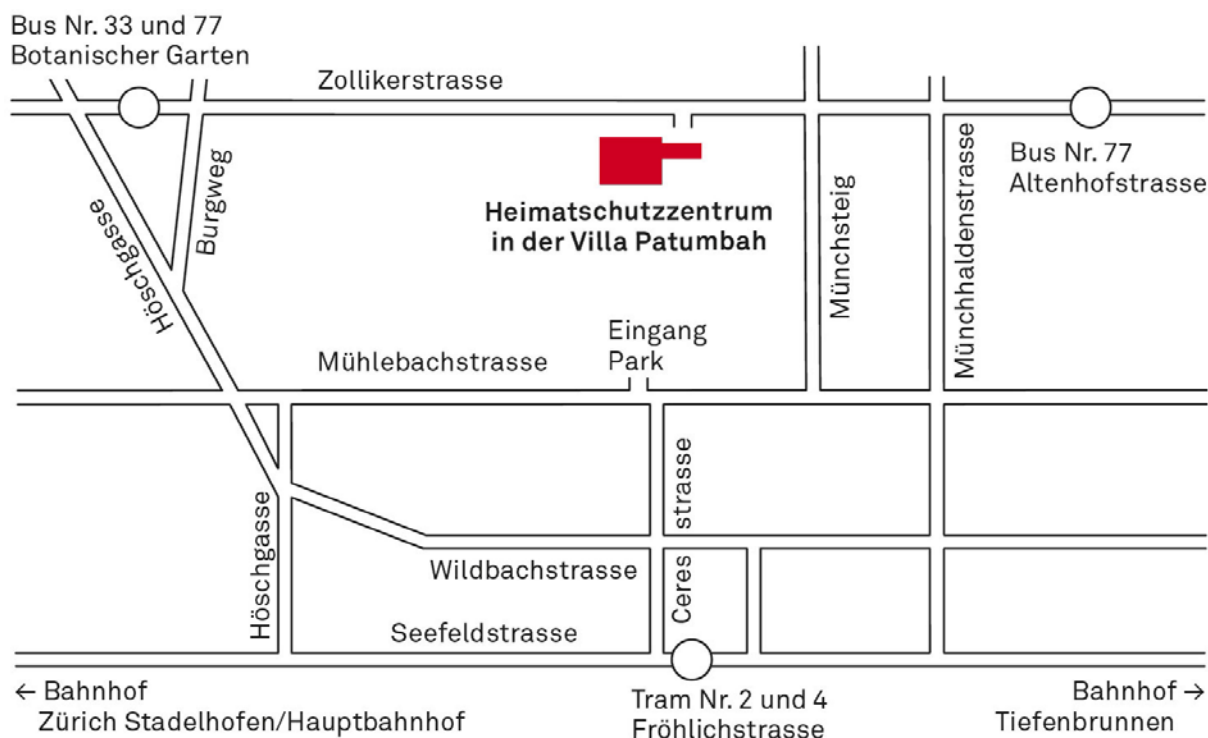 Bus Nr. 33 und 77
Botanischer Garten
Zollikerstrasse
Bus Nr. 77
Altenhofstrasse
Burgweg
Höschgasse
Heimatschutzzentrum
in der Villa Patumbah
Münchsteig
Münchhaldenstrasse
Eingang
Park
Mühlebachstrasse
Höschgasse
Ceres strasse
Wildbachstrasse
Seefeldstrasse
← Bahnhof
Zürich Stadelhofen/Hauptbahnhof
Tram Nr. 2 und 4
Fröhlichstrasse
Bahnhof →
Tiefenbrunnen